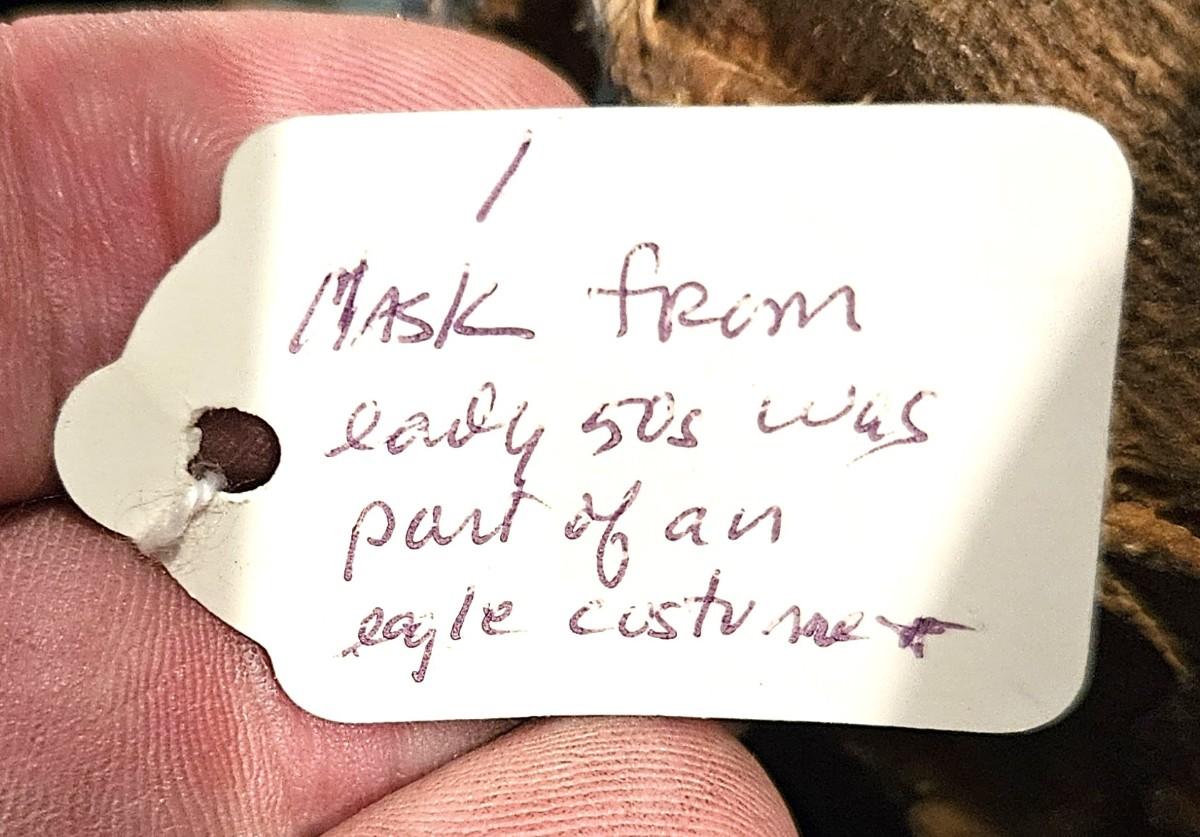 1
MASK from
early 50s was
part of an
eagle costume